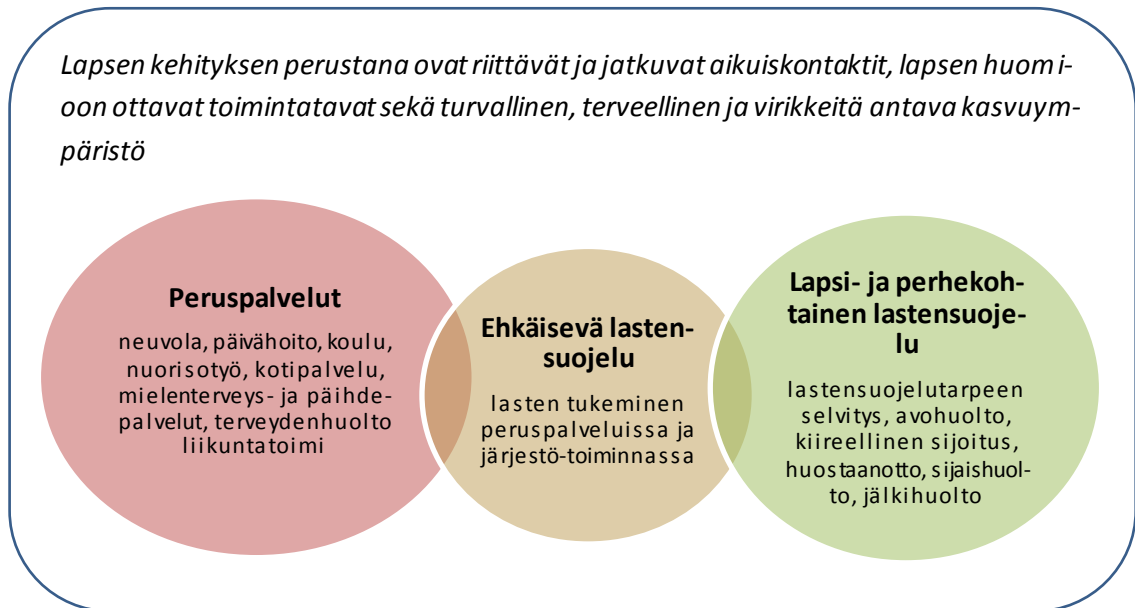 Lapsen kehityksen perustana ovat riittävät ja jatkuvat aikuiskontaktit, lapsen huomi-
oon ottavat toimintatavat sekä turvallinen, terveellinen ja virikkeitä antava kasvuym-
päristö
Peruspalvelut
neuvola, päivähoito, koulu,
nuorisotyö, kotipalvelu,
mielenterveys- ja päihde-
palvelut, terveydenhuolto
liikuntatoimi
Ehkäisevä lasten-
suojelu
lasten tukeminen
peruspalveluissa ja
järjestö-toiminnassa
Lapsi- ja perhekoh-
tainen lastensuoje-
lu
lastensuojelutarpeen
selvitys, avohuolto,
kiireellinen sijoitus,
huostaanotto, sijaishuol-
to, jälkihuolto